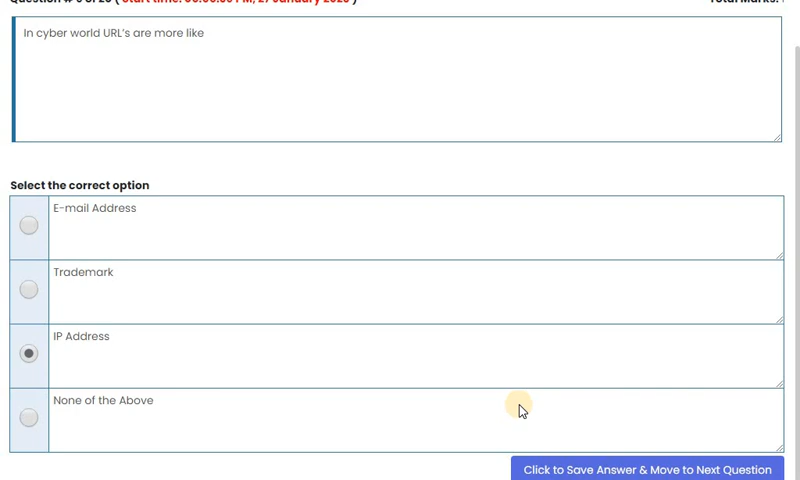 In cyber world URL's are more like
Select the correct option
E-mail Address
Trademark
IP Address
None of the Above
Click to Save Answer & Move to Next Question